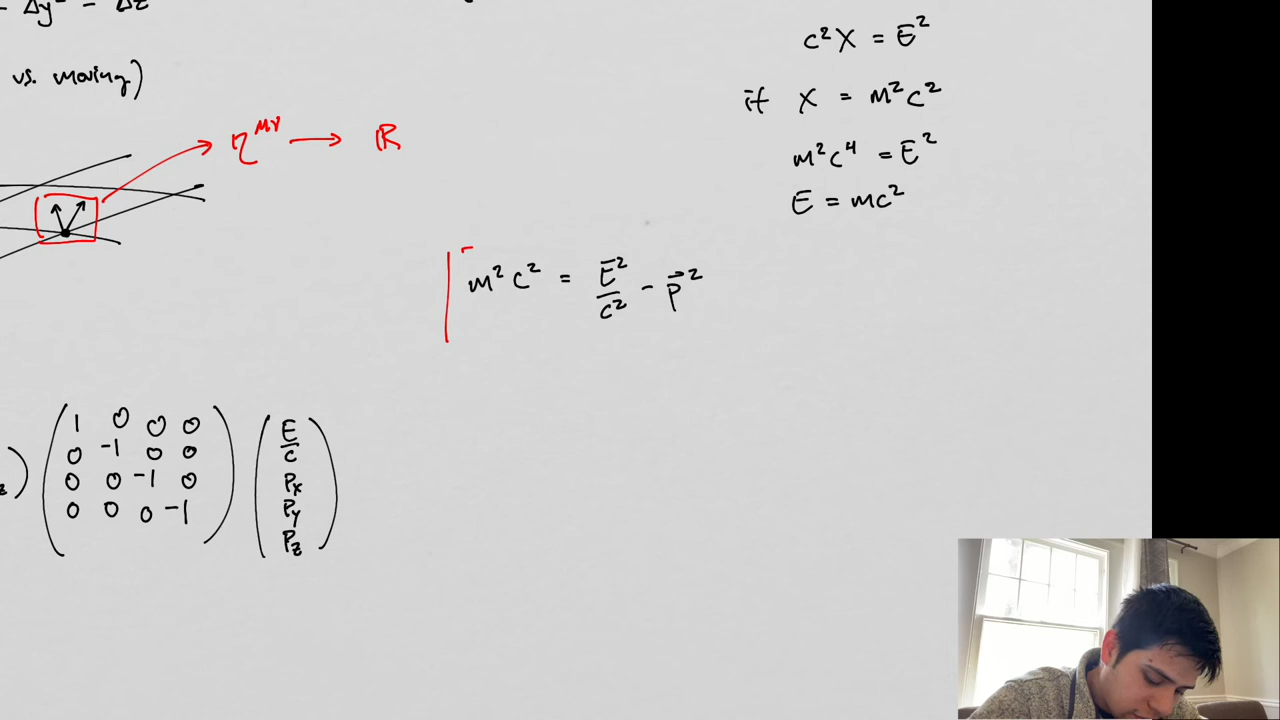 - Δy² - Δz
vs. moving)
η^{μν} → ℝ
c²X = E²
if X = m²c²
m²c⁴ = E²
E = mc²
m²c² = E²/c² - p⃗²
z) (1 0 0 0) (E/c)
0 -1 0 0 Px
0 0 -1 0 Py
0 0 0 -1 Pz